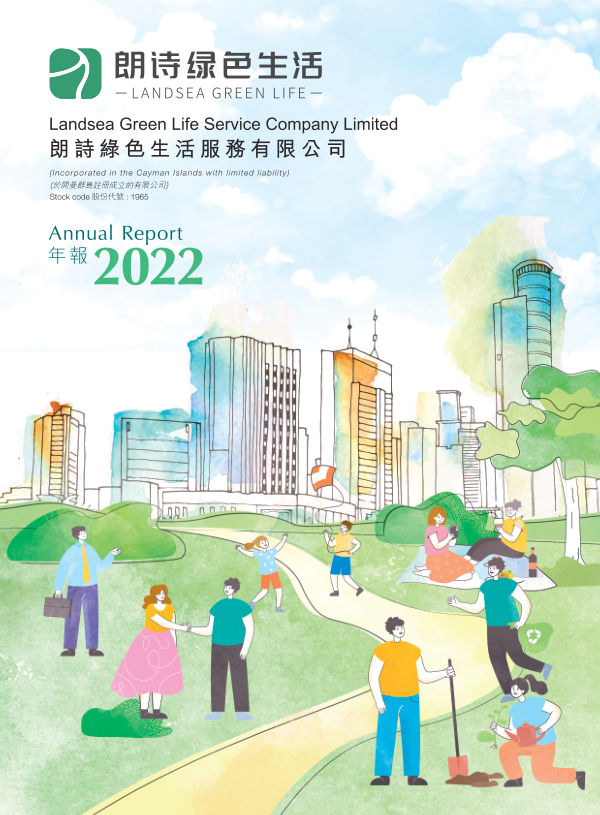 朗诗绿色生活
LANDSEA GREEN LIFE
Landsea Green Life Service Company Limited
朗詩綠色生活服務有限公司
(Incorporated in the Cayman Islands with limited liability)
(於開曼群島註冊成立的有限公司)
Stock code 股份代號 : 1965
Annual Report
年報 2022